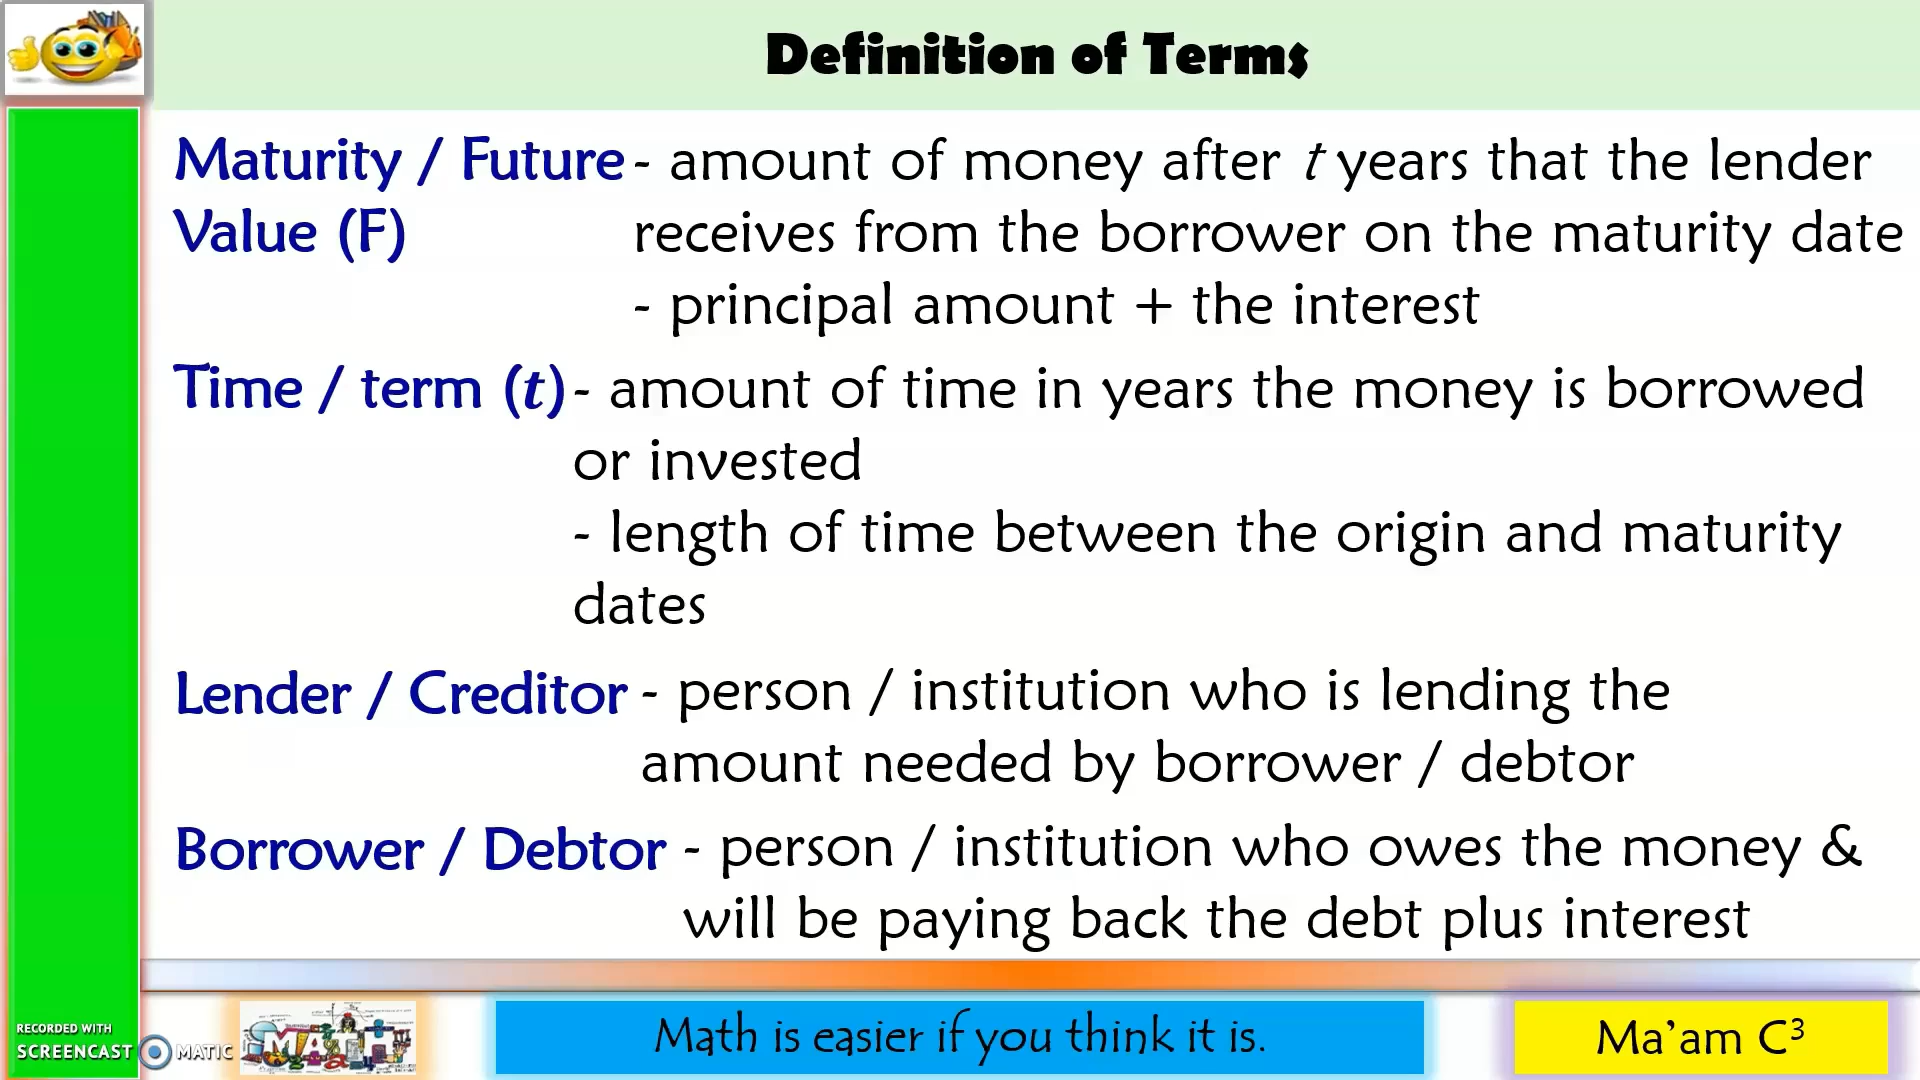 Definition of Terms
Maturity / Future - amount of money after t years that the lender
Value (F) receives from the borrower on the maturity date
- principal amount + the interest
Time / term (t) - amount of time in years the money is borrowed
or invested
- length of time between the origin and maturity
dates
Lender / Creditor - person / institution who is lending the
amount needed by borrower / debtor
Borrower / Debtor - person / institution who owes the money &
will be paying back the debt plus interest
RECORDED WITH
SCREENCAST MATIC
MATH
Math is easier if you think it is.
Ma'am C³